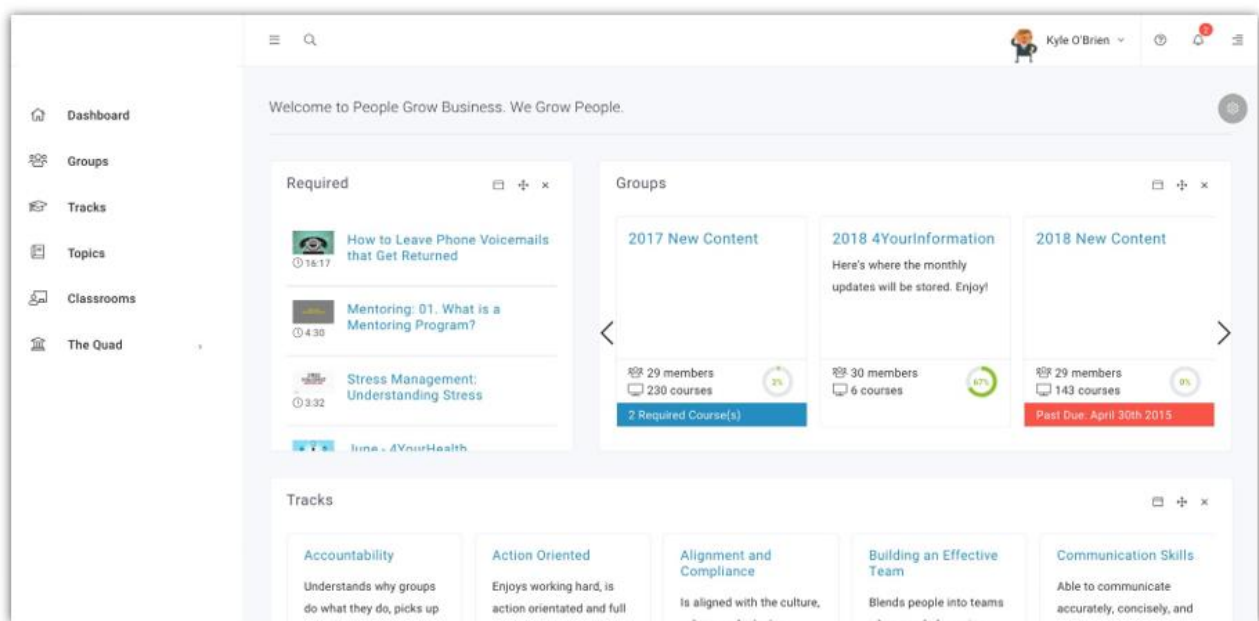 Kyle O'Brien
2
Dashboard
Groups
Tracks
Topics
Classrooms
The Quad
Welcome to People Grow Business. We Grow People.
Required
How to Leave Phone Voicemails
that Get Returned
16:17
Mentoring: 01. What is a
Mentoring Program?
4:30
Stress Management:
Understanding Stress
3:32
June - 4YourHealth
Groups
2017 New Content
29 members
230 courses
2%
2 Required Course(s)
2018 4YourInformation
Here's where the monthly
updates will be stored. Enjoy!
30 members
6 courses
67%
2018 New Content
29 members
143 courses
0%
Past Due: April 30th 2015
Tracks
Accountability
Understands why groups
do what they do, picks up
Action Oriented
Enjoys working hard, is
action orientated and full
Alignment and
Compliance
Is aligned with the culture,
Building an Effective
Team
Blends people into teams
Communication Skills
Able to communicate
accurately, concisely, and